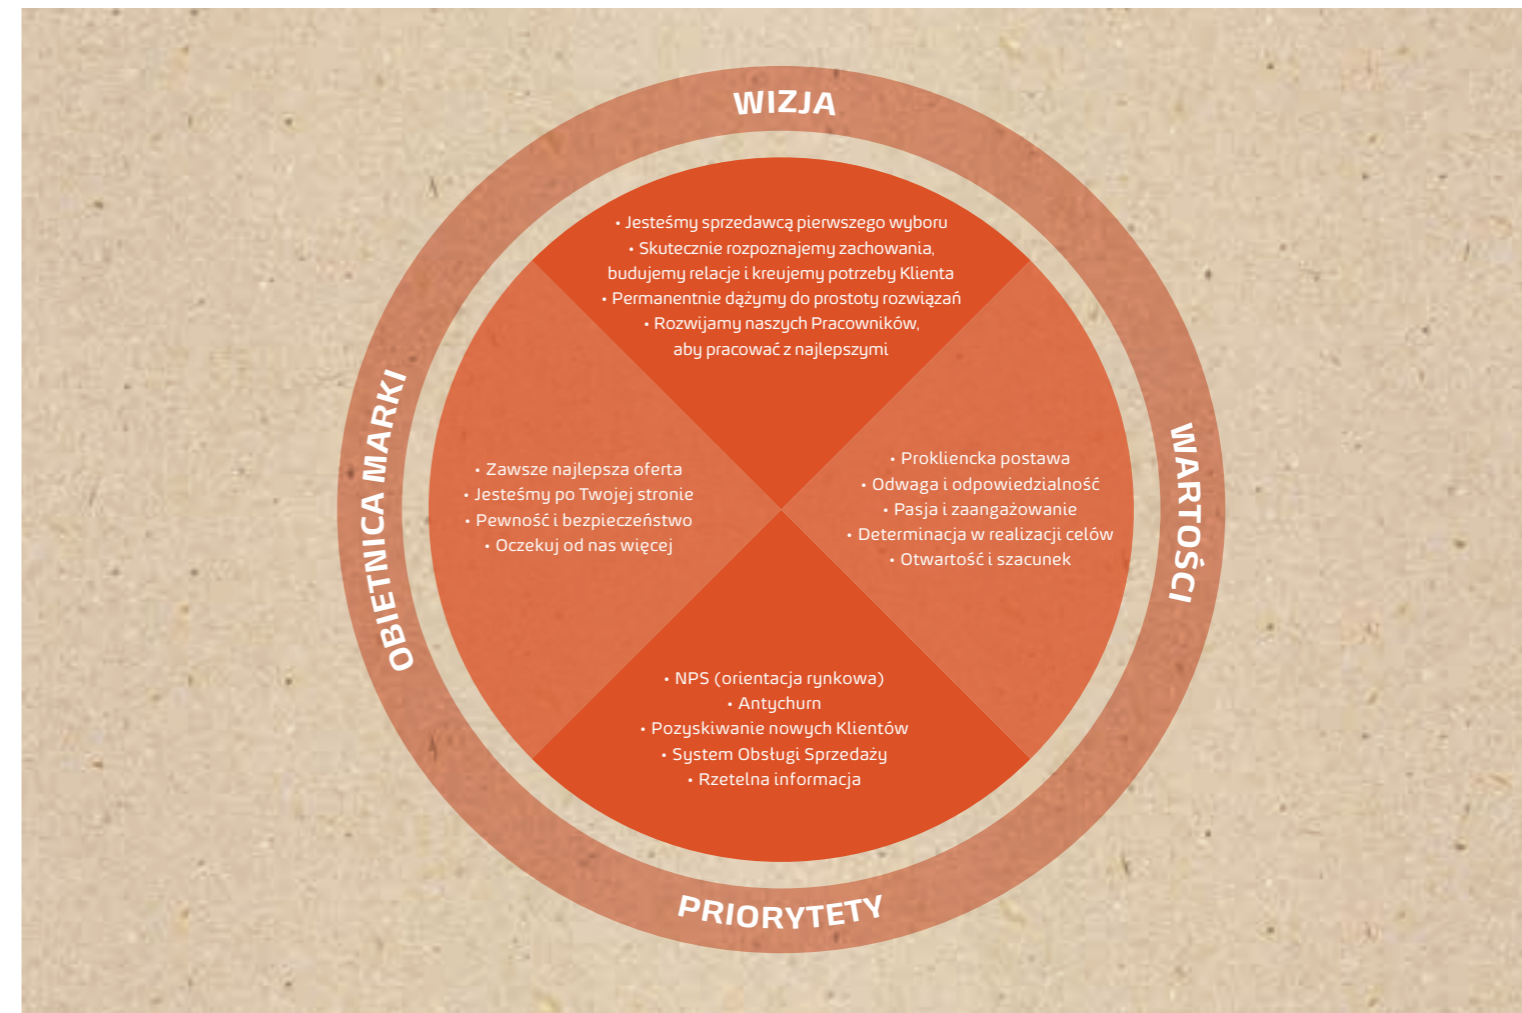 WIZJA
• Jesteśmy sprzedawcą pierwszego wyboru
• Skutecznie rozpoznajemy zachowania,
budujemy relacje i kreujemy potrzeby Klienta
• Permanentnie dążymy do prostoty rozwiązań
• Rozwijamy naszych Pracowników,
aby pracować z najlepszymi
WARTOŚCI
• Prokliencka postawa
• Odwaga i odpowiedzialność
• Pasja i zaangażowanie
• Determinacja w realizacji celów
• Otwartość i szacunek
PRIORYTETY
• NPS (orientacja rynkowa)
• Antychurn
• Pozyskiwanie nowych Klientów
• System Obsługi Sprzedaży
• Rzetelna informacja
OBIETNICA MARKI
• Zawsze najlepsza oferta
• Jesteśmy po Twojej stronie
• Pewność i bezpieczeństwo
• Oczekuj od nas więcej